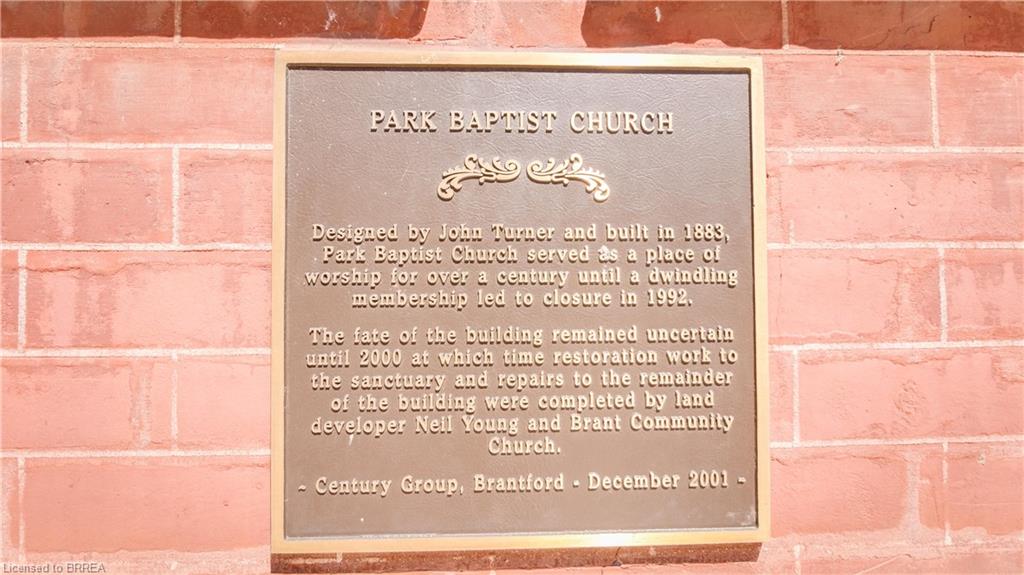 PARK BAPTIST CHURCH
Designed by John Turner and built in 1883,
Park Baptist Church served as a place of
worship for over a century until a dwindling
membership led to closure in 1992.
The fate of the building remained uncertain
until 2000 at which time restoration work to
the sanctuary and repairs to the remainder
of the building were completed by land
developer Neil Young and Brant Community
Church.
~ Century Group, Brantford - December 2001 ~
Licensed to BRREA